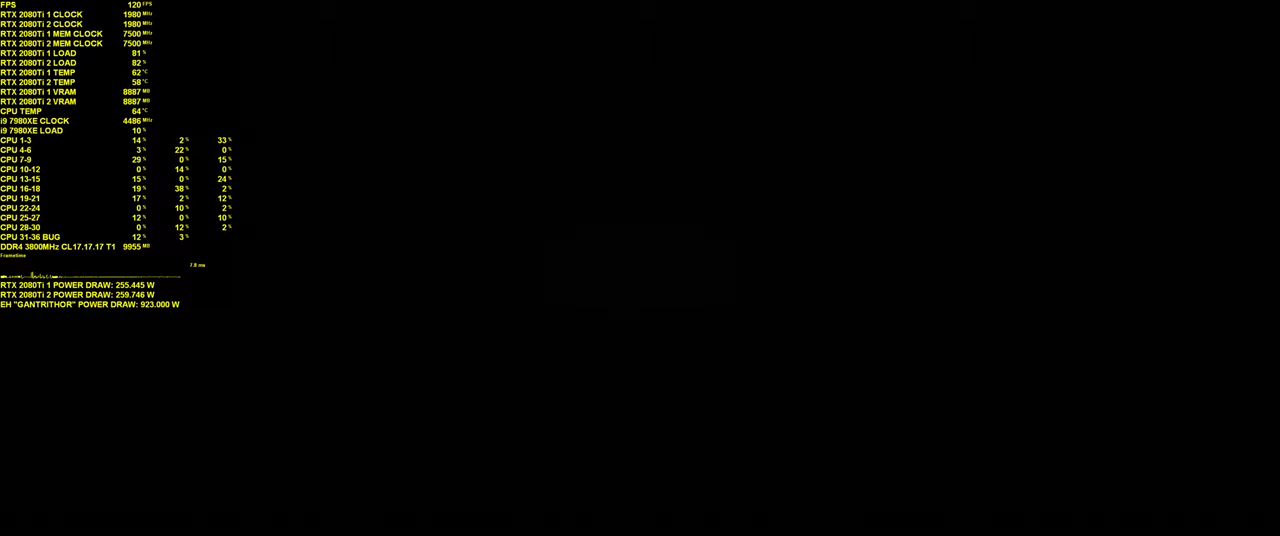 FPS 120 FPS
RTX 2080Ti 1 CLOCK 1980 MHz
RTX 2080Ti 2 CLOCK 1980 MHz
RTX 2080Ti 1 MEM CLOCK 7500 MHz
RTX 2080Ti 2 MEM CLOCK 7500 MHz
RTX 2080Ti 1 LOAD 81 %
RTX 2080Ti 2 LOAD 82 %
RTX 2080Ti 1 TEMP 62 °C
RTX 2080Ti 2 TEMP 58 °C
RTX 2080Ti 1 VRAM 8887 MB
RTX 2080Ti 2 VRAM 8887 MB
CPU TEMP 64 °C
i9 7980XE CLOCK 4486 MHz
i9 7980XE LOAD 10 %
CPU 1-3 14 % 2 % 33 %
CPU 4-6 3 % 22 % 0 %
CPU 7-9 29 % 0 % 15 %
CPU 10-12 0 % 14 % 0 %
CPU 13-15 15 % 0 % 24 %
CPU 16-18 19 % 38 % 2 %
CPU 19-21 17 % 2 % 12 %
CPU 22-24 0 % 10 % 2 %
CPU 25-27 12 % 0 % 10 %
CPU 28-30 0 % 12 % 2 %
CPU 31-36 BUG 12 % 3 %
DDR4 3800MHz CL17.17.17 T1 9955 MB
Frametime
7.8 ms
RTX 2080Ti 1 POWER DRAW: 255.445 W
RTX 2080Ti 2 POWER DRAW: 259.746 W
EH "GANTRITHOR" POWER DRAW: 923.000 W